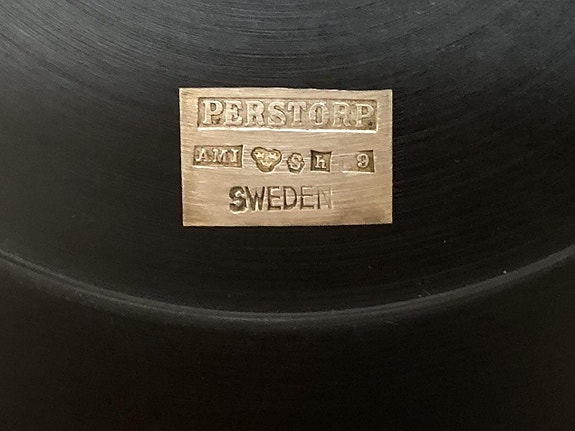 PERSTORP
AMI S h 9
SWEDEN